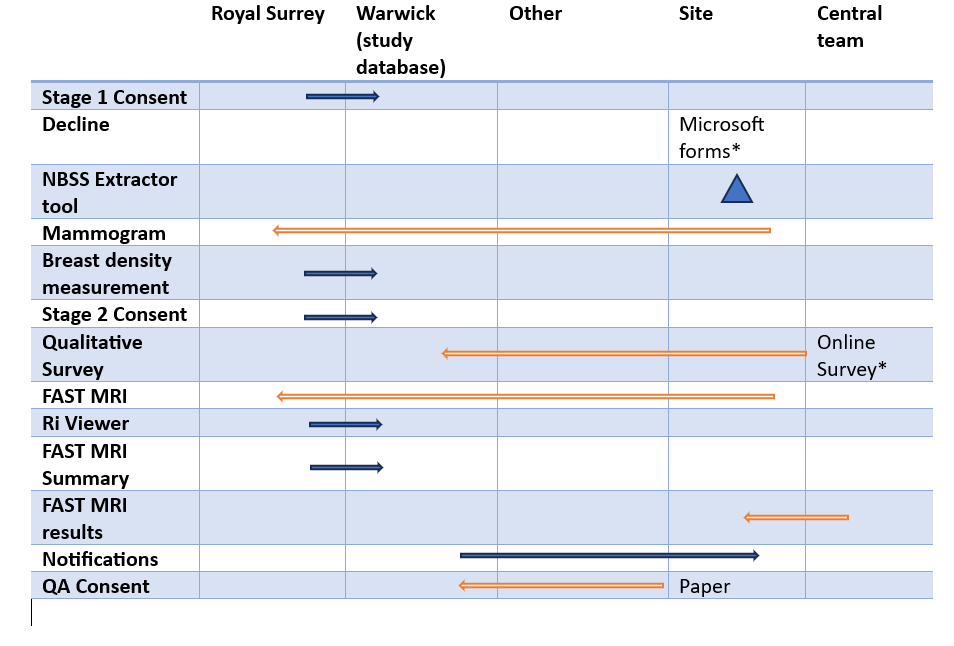 Royal Surrey Warwick Other Site Central
(study team
database)
Stage 1 Consent
Decline Microsoft
forms*
NBSS Extractor
tool
Mammogram
Breast density
measurement
Stage 2 Consent
Qualitative Online
Survey Survey*
FAST MRI
Ri Viewer
FAST MRI
Summary
FAST MRI
results
Notifications
QA Consent Paper